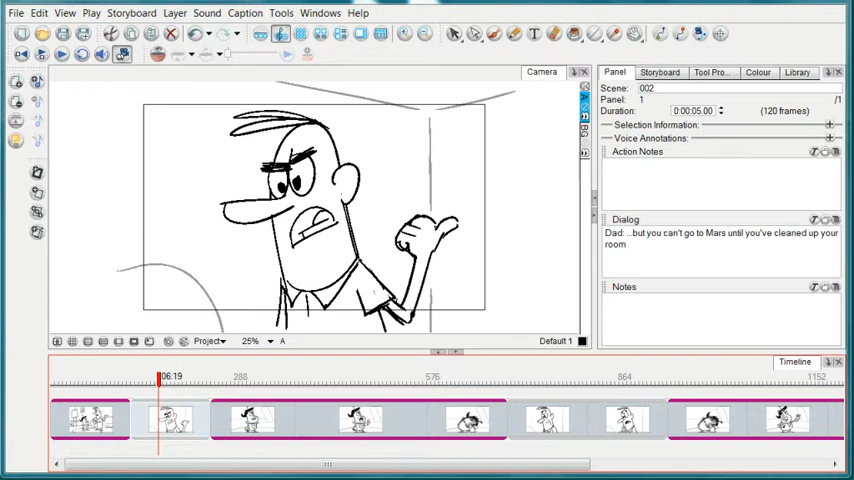 File Edit View Play Storyboard Layer Sound Caption Tools Windows Help
Camera
Panel Storyboard Tool Pro... Colour Library
Scene: 002
Panel: 1 /1
Duration: 0:00:05.00 (120 frames)
Selection Information:
Voice Annotations:
Action Notes
Dialog
Dad: ...but you can't go to Mars until you've cleaned up your
room
Notes
A
BG
Project 25% A Default 1
Timeline
06:19 288 576 864 1152